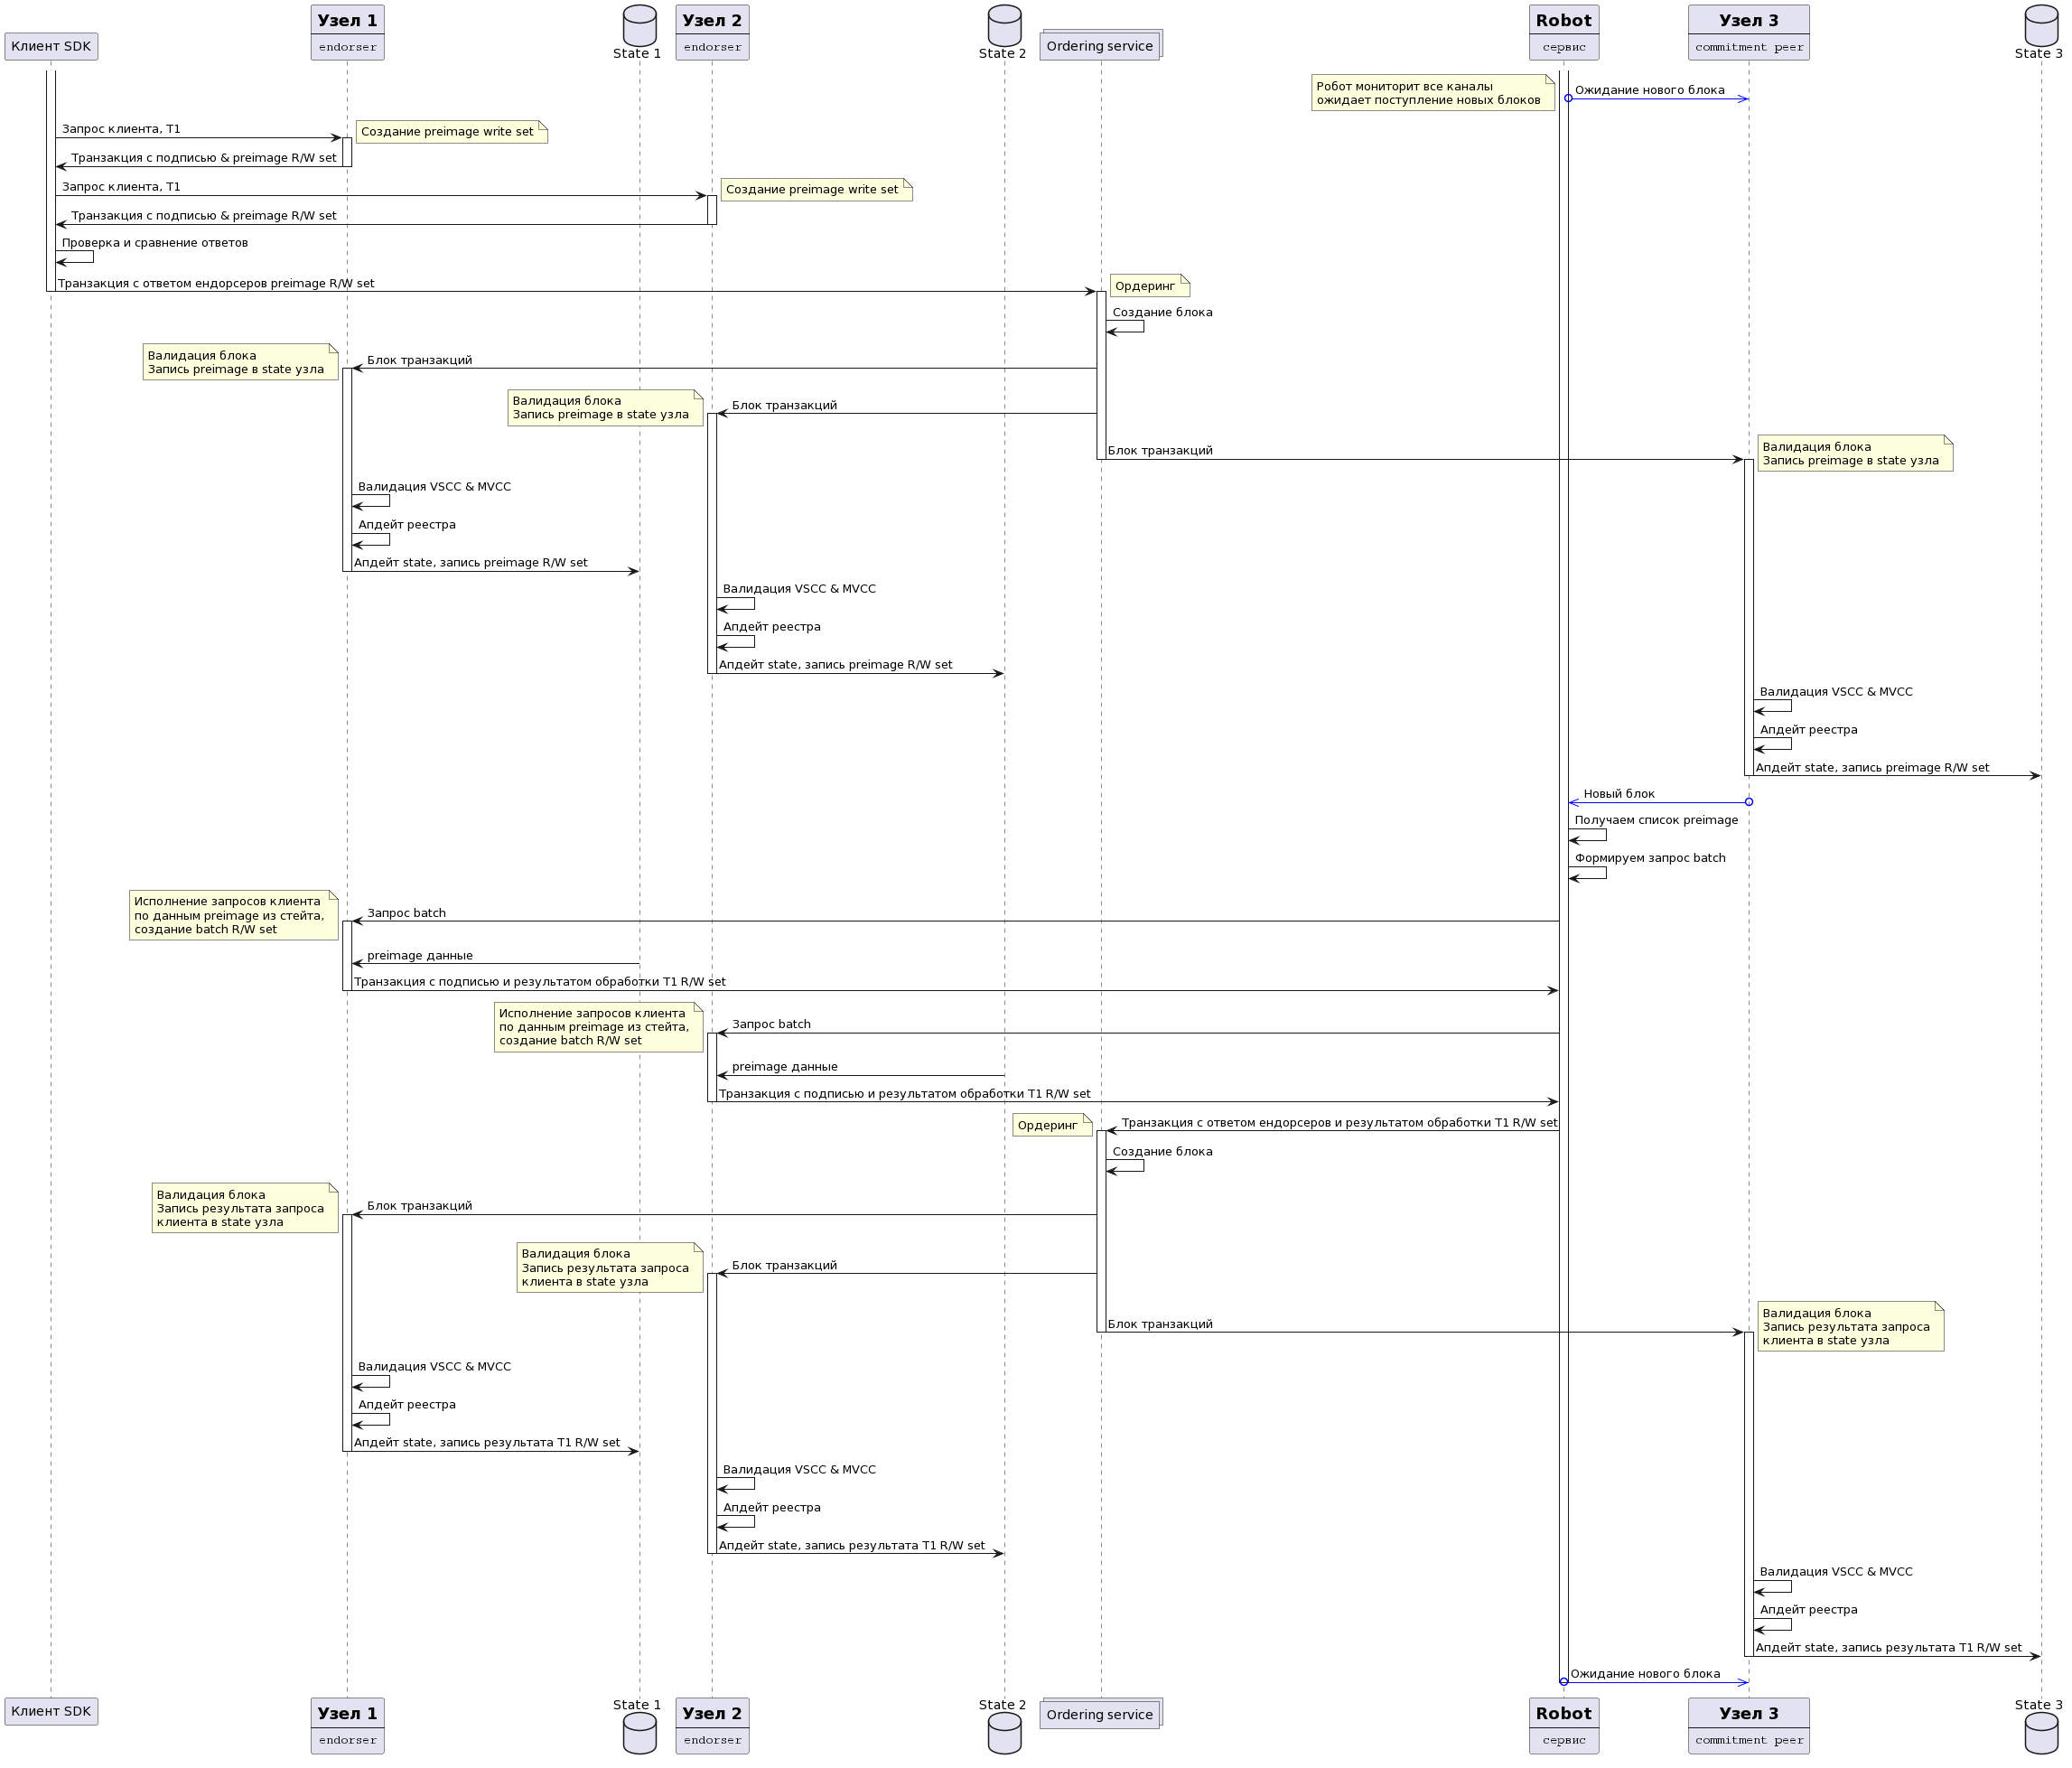 Клиент SDK
Узел 1
endorser
State 1
Узел 2
endorser
State 2
Ordering service
Robot
сервис
Узел 3
commitment peer
State 3
Робот мониторит все каналы
ожидает поступление новых блоков
Ожидание нового блока
Запрос клиента, T1
Создание preimage write set
Транзакция с подписью & preimage R/W set
Запрос клиента, T1
Создание preimage write set
Транзакция с подписью & preimage R/W set
Проверка и сравнение ответов
Транзакция с ответом ендорсеров preimage R/W set
Ордеринг
Создание блока
Валидация блока
Запись preimage в state узла
Блок транзакций
Валидация блока
Запись preimage в state узла
Блок транзакций
Блок транзакций
Валидация блока
Запись preimage в state узла
Валидация VSCC & MVCC
Апдейт реестра
Апдейт state, запись preimage R/W set
Валидация VSCC & MVCC
Апдейт реестра
Апдейт state, запись preimage R/W set
Валидация VSCC & MVCC
Апдейт реестра
Апдейт state, запись preimage R/W set
Новый блок
Получаем список preimage
Формируем запрос batch
Исполнение запросов клиента
по данным preimage из стейта,
создание batch R/W set
Запрос batch
preimage данные
Транзакция с подписью и результатом обработки T1 R/W set
Исполнение запросов клиента
по данным preimage из стейта,
создание batch R/W set
Запрос batch
preimage данные
Транзакция с подписью и результатом обработки T1 R/W set
Ордеринг
Транзакция с ответом ендорсеров и результатом обработки T1 R/W set
Создание блока
Валидация блока
Запись результата запроса
клиента в state узла
Блок транзакций
Валидация блока
Запись результата запроса
клиента в state узла
Блок транзакций
Блок транзакций
Валидация блока
Запись результата запроса
клиента в state узла
Валидация VSCC & MVCC
Апдейт реестра
Апдейт state, запись результата T1 R/W set
Валидация VSCC & MVCC
Апдейт реестра
Апдейт state, запись результата T1 R/W set
Валидация VSCC & MVCC
Апдейт реестра
Апдейт state, запись результата T1 R/W set
Ожидание нового блока
Клиент SDK
Узел 1
endorser
State 1
Узел 2
endorser
State 2
Ordering service
Robot
сервис
Узел 3
commitment peer
State 3